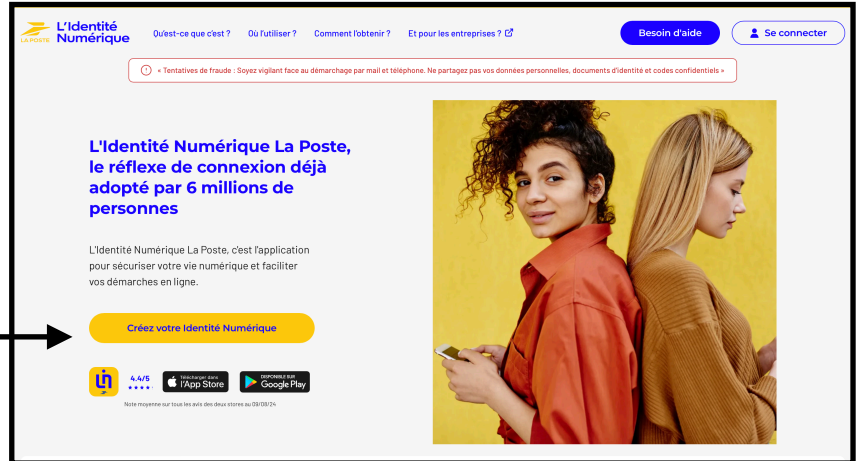 LA POSTE
L'Identité
Numérique
Qu'est-ce que c'est ?
Où l'utiliser ?
Comment l'obtenir ?
Et pour les entreprises ?
Besoin d'aide
Se connecter
« Tentatives de fraude : Soyez vigilant face au démarchage par mail et téléphone. Ne partagez pas vos données personnelles, documents d'identité et codes confidentiels »
L'Identité Numérique La Poste,
le réflexe de connexion déjà
adopté par 6 millions de
personnes
L'Identité Numérique La Poste, c'est l'application
pour sécuriser votre vie numérique et faciliter
vos démarches en ligne.
Créez votre Identité Numérique
4.4/5
Télécharger dans
l'App Store
DISPONIBLE SUR
Google Play
Note moyenne sur tous les avis des deux stores au 09/08/24